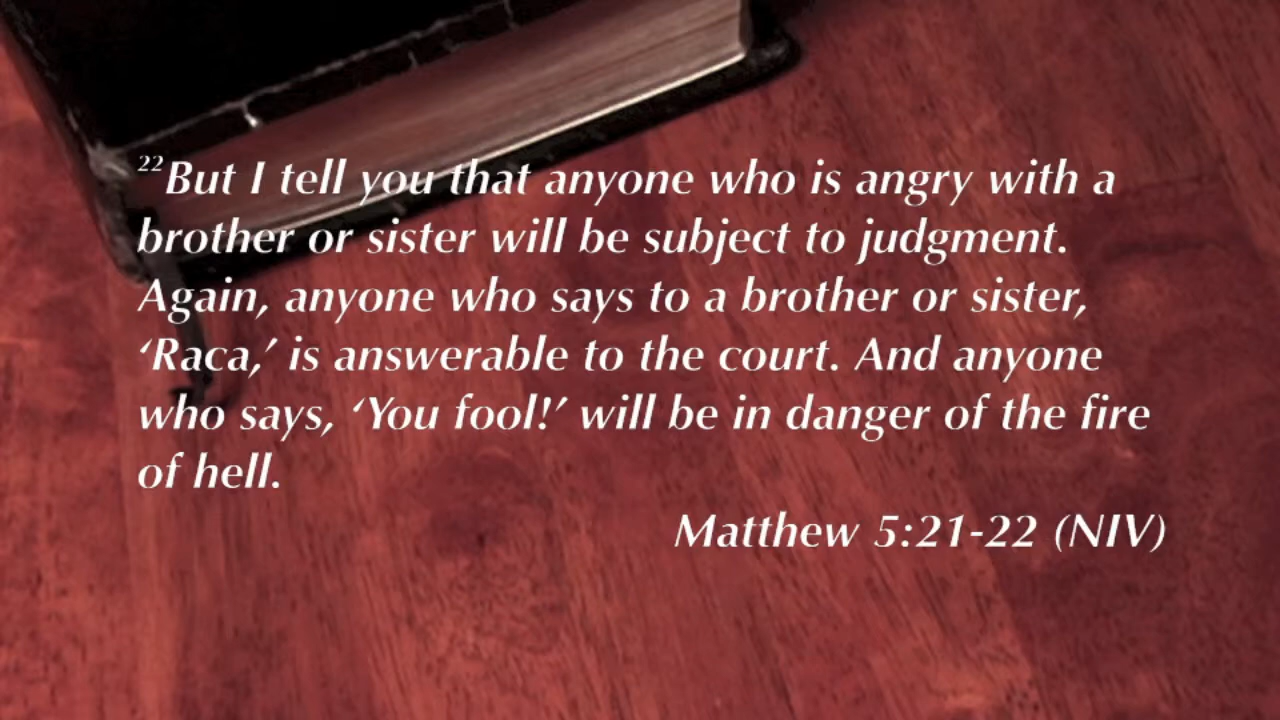 ²²But I tell you that anyone who is angry with a
brother or sister will be subject to judgment.
Again, anyone who says to a brother or sister,
‘Raca,’ is answerable to the court. And anyone
who says, ‘You fool!’ will be in danger of the fire
of hell.
Matthew 5:21-22 (NIV)